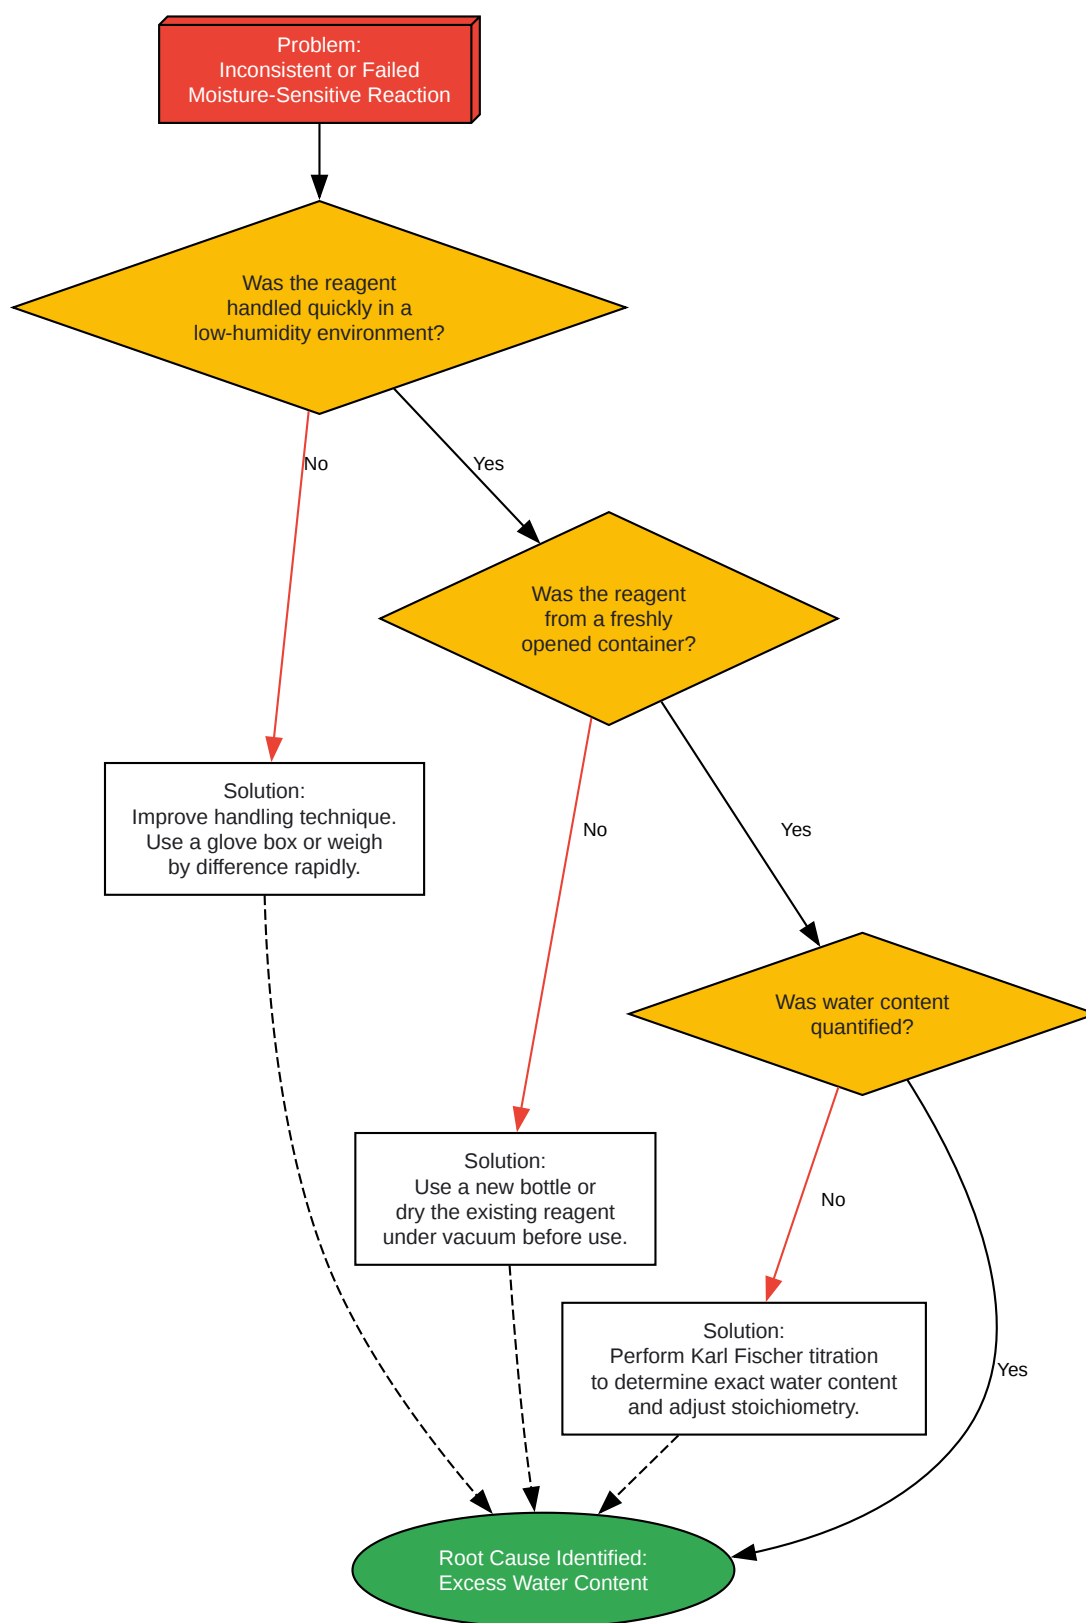 Problem:
Inconsistent or Failed
Moisture-Sensitive Reaction
Was the reagent
handled quickly in a
low-humidity environment?
No
Yes
Was the reagent
from a freshly
opened container?
Solution:
Improve handling technique.
Use a glove box or weigh
by difference rapidly.
No
Yes
Was water content
quantified?
Solution:
Use a new bottle or
dry the existing reagent
under vacuum before use.
No
Solution:
Perform Karl Fischer titration
to determine exact water content
and adjust stoichiometry.
Yes
Root Cause Identified:
Excess Water Content